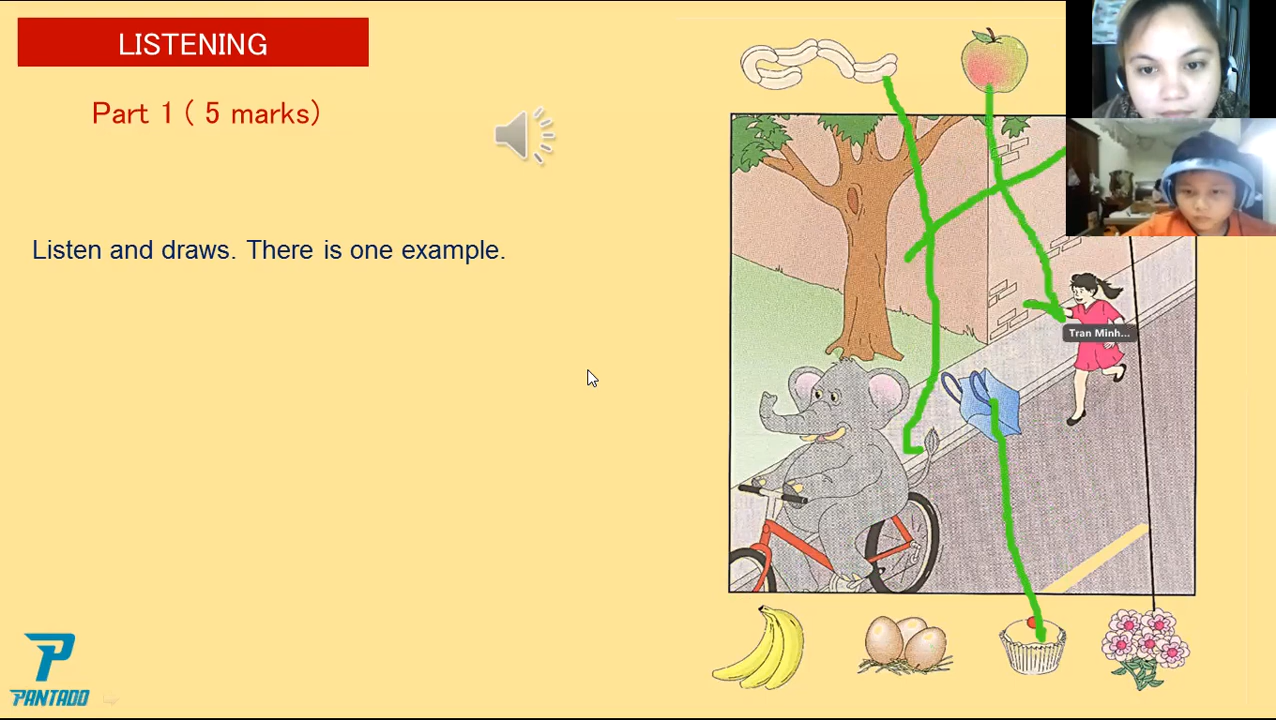 LISTENING
Part 1 ( 5 marks)
Listen and draws. There is one example.
Tran Minh...
PANTADO